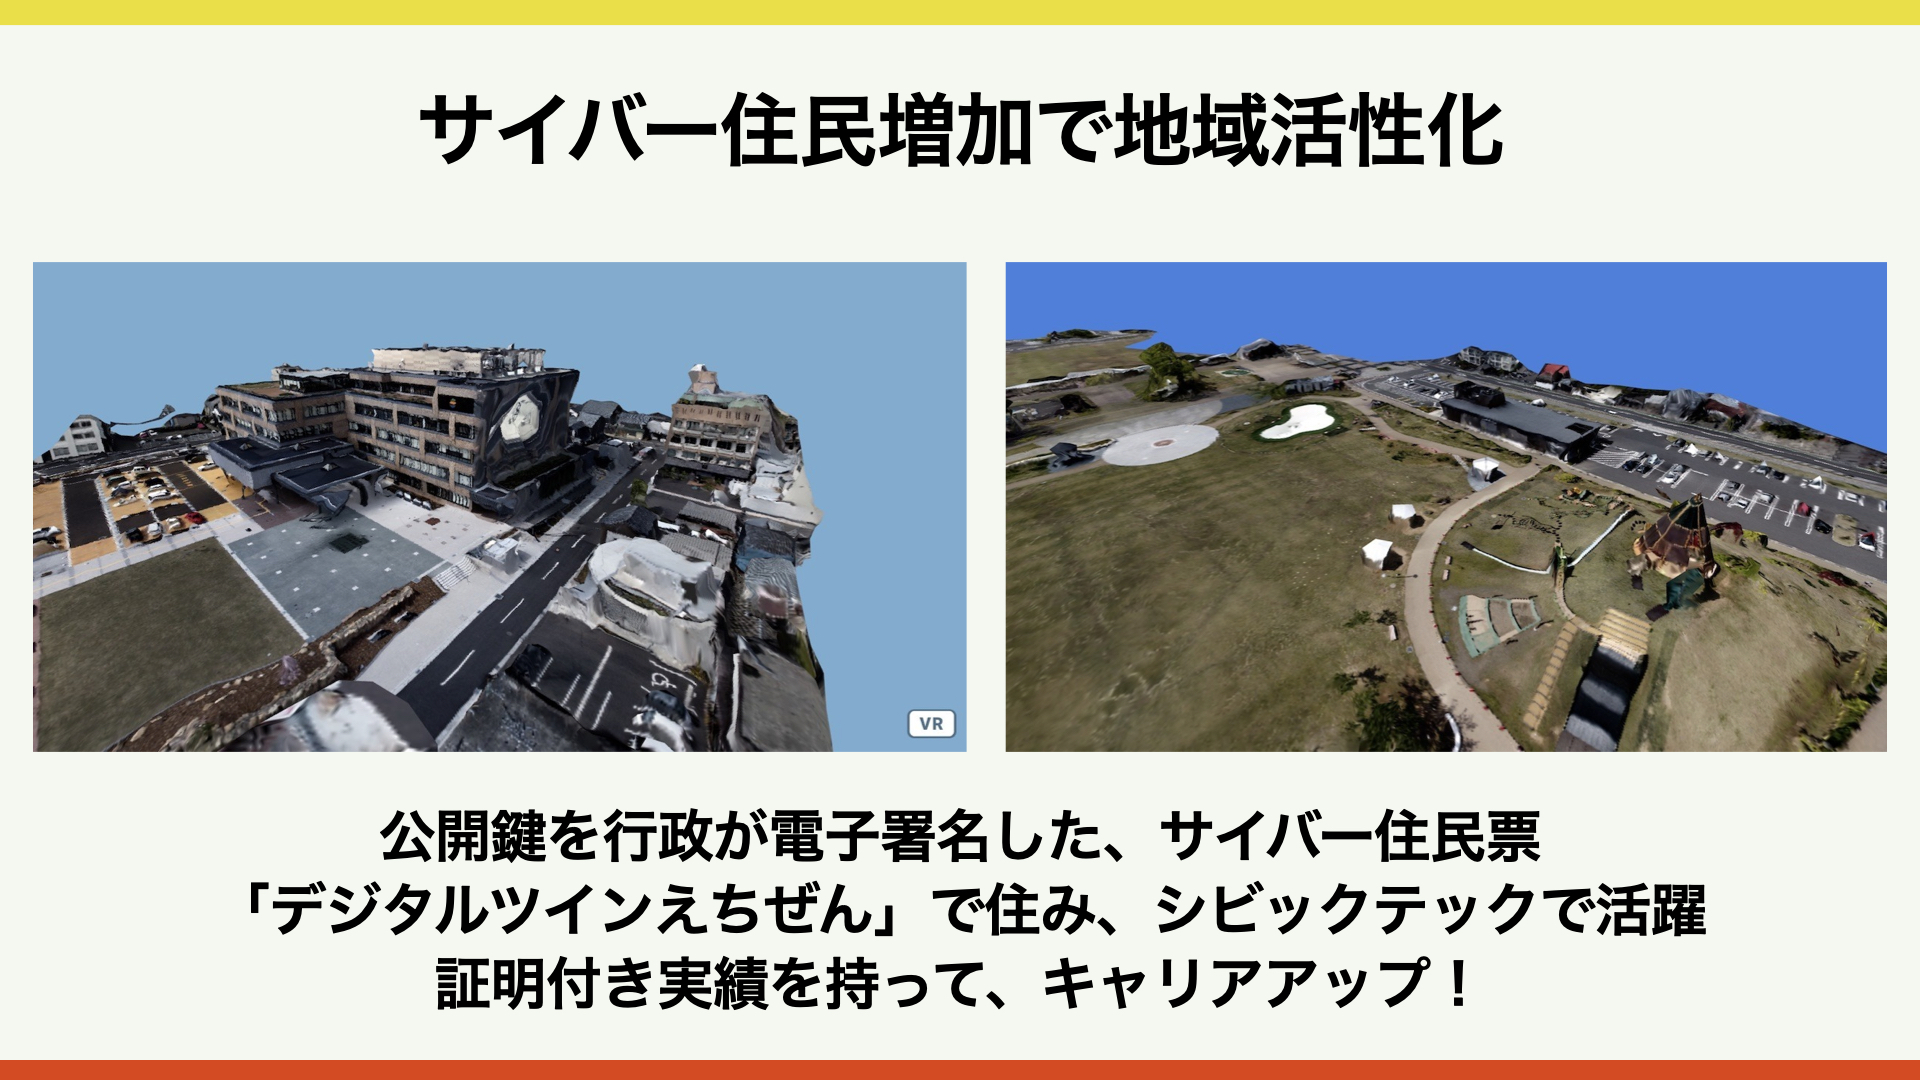 サイバー住民増加で地域活性化
VR
公開鍵を行政が電子署名した、サイバー住民票
「デジタルツインえちぜん」で住み、シビックテックで活躍
証明付き実績を持って、キャリアアップ！